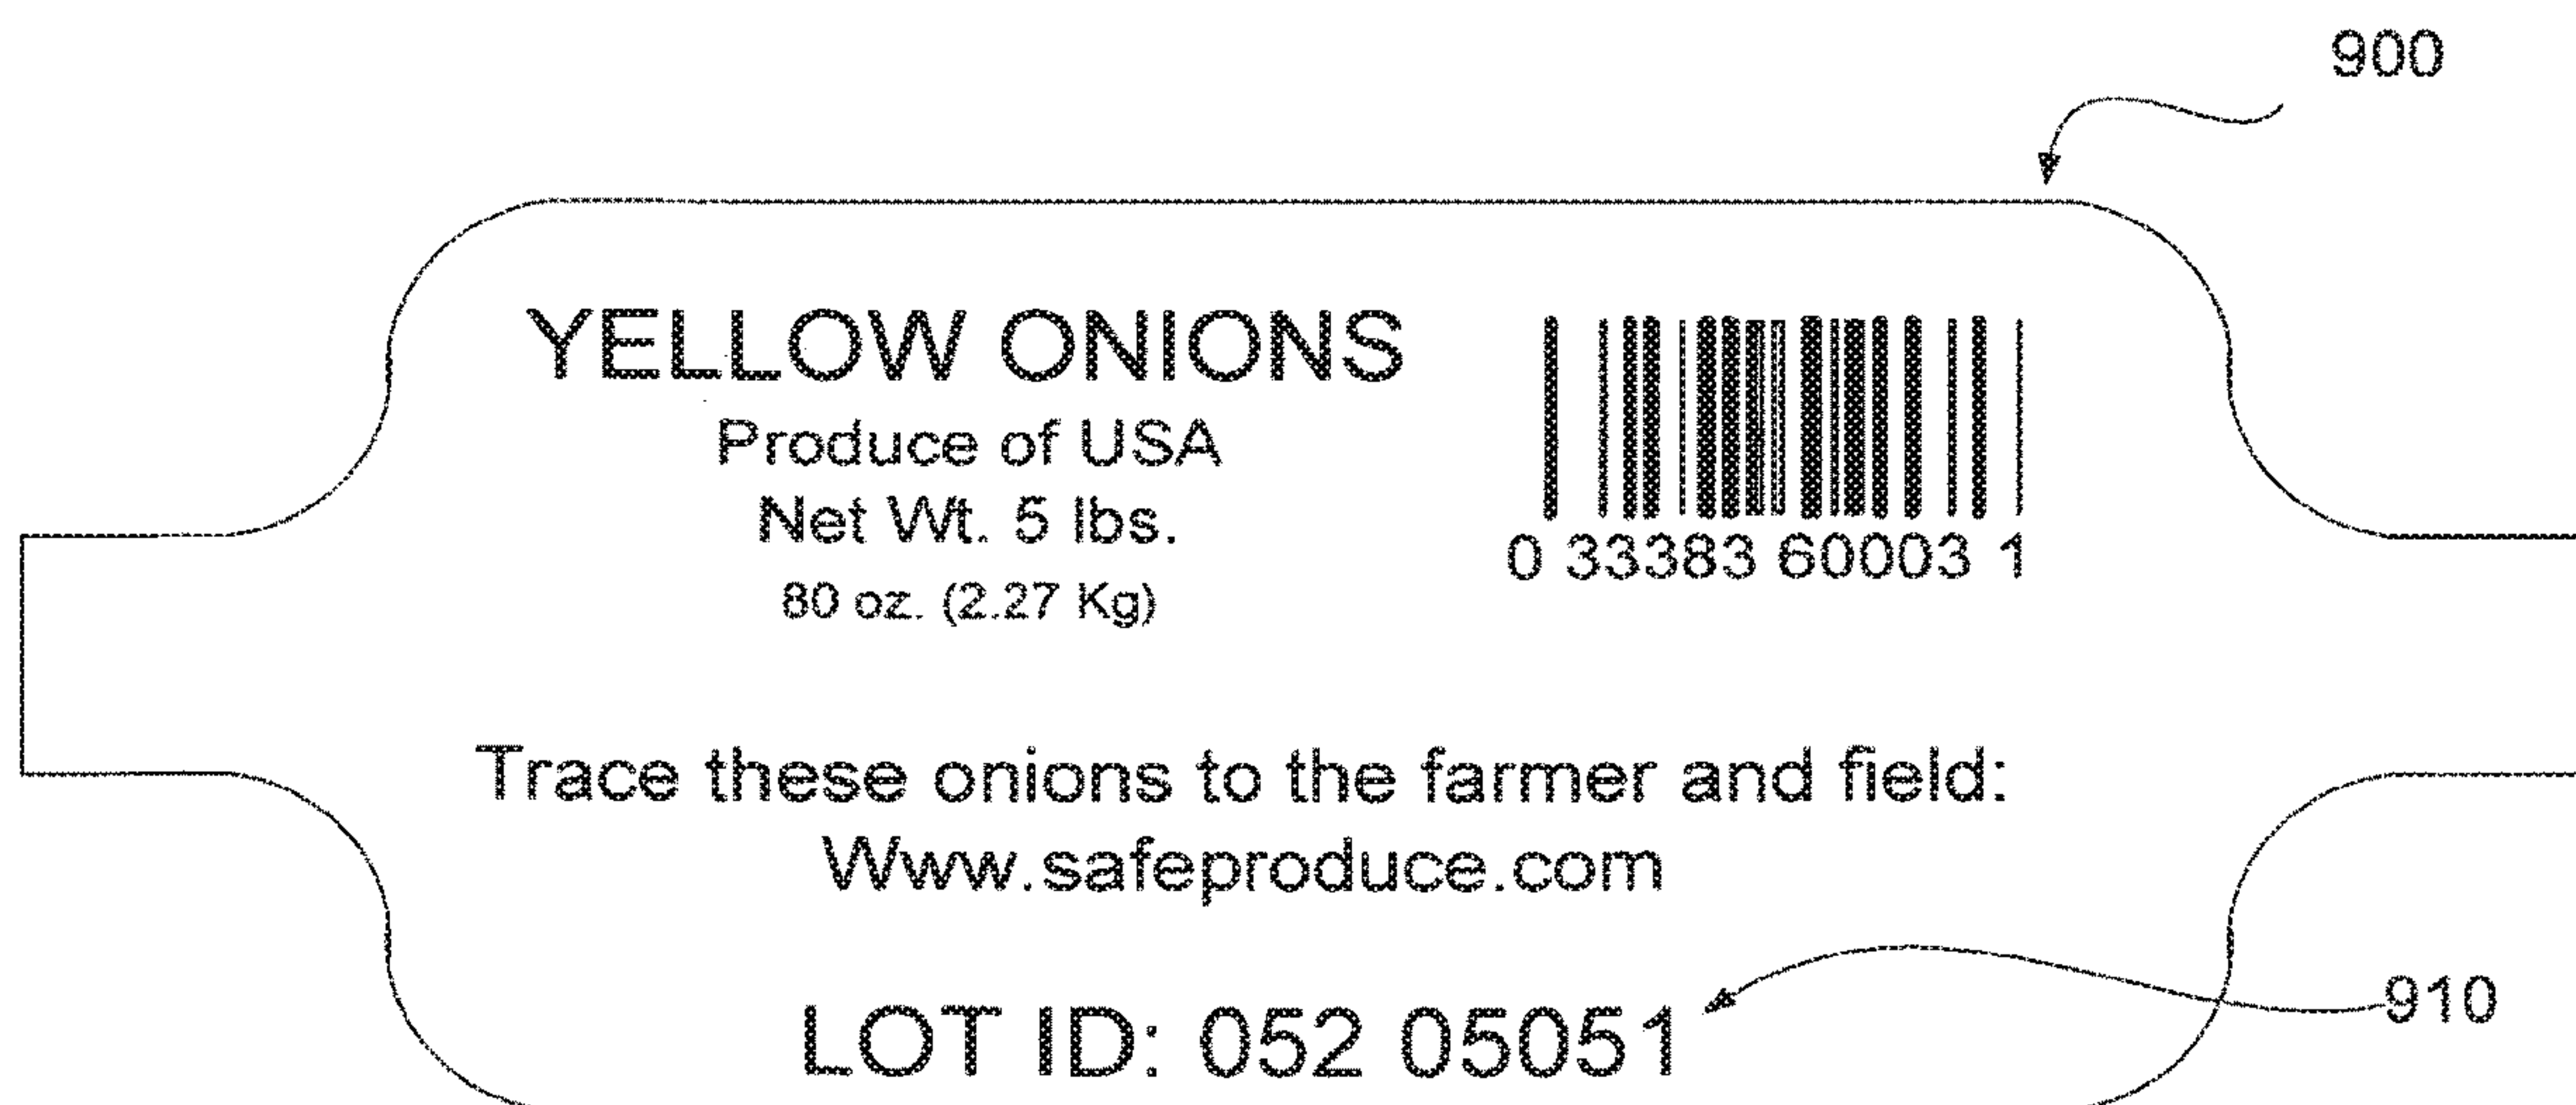 900
YELLOW ONIONS
Produce of USA
Net Wt. 5 lbs.
80 oz. (2.27 Kg)
0 33383 60003 1
Trace these onions to the farmer and field:
Www.safeproduce.com
910
LOT ID: 052 05051